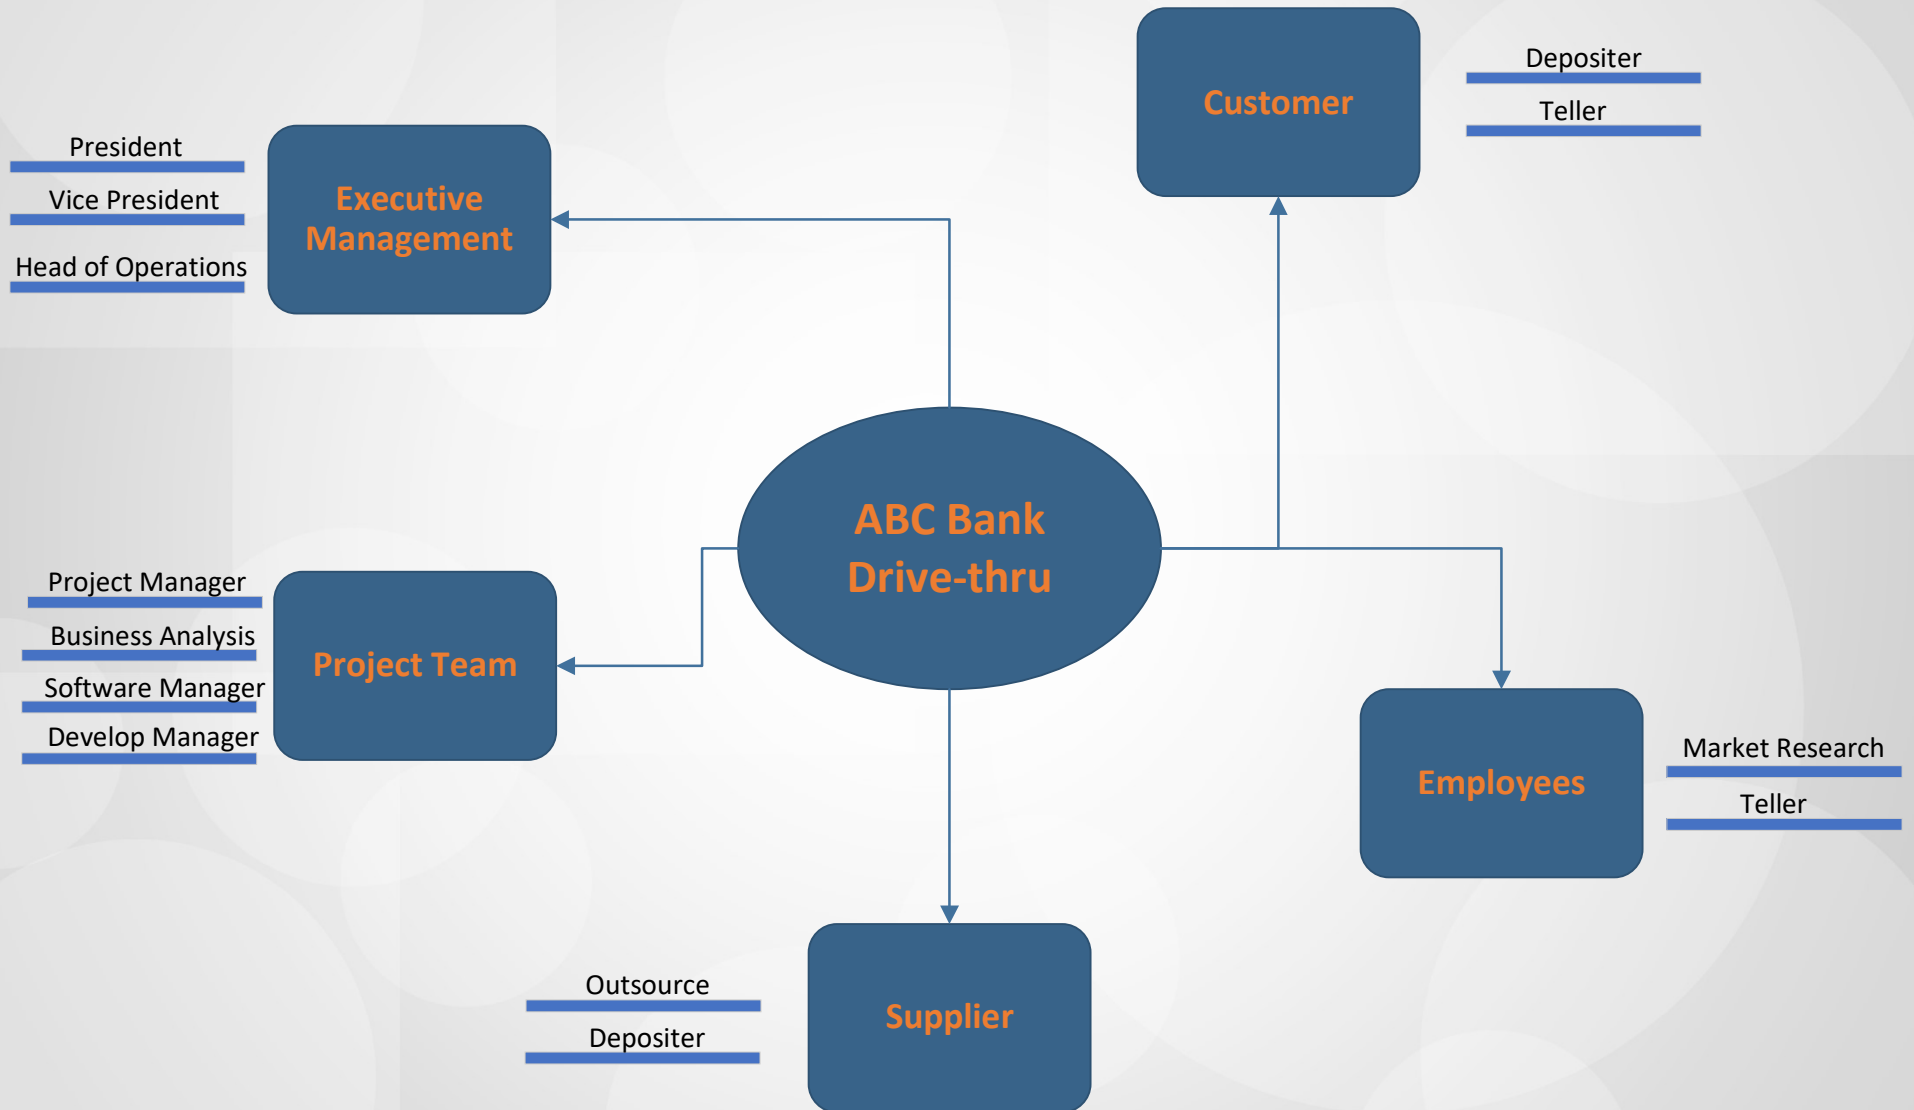 Customer
Depositer
Teller
President
Vice President
Head of Operations
Executive
Management
ABC Bank
Drive-thru
Project Manager
Business Analysis
Software Manager
Develop Manager
Project Team
Employees
Market Research
Teller
Outsource
Depositer
Supplier